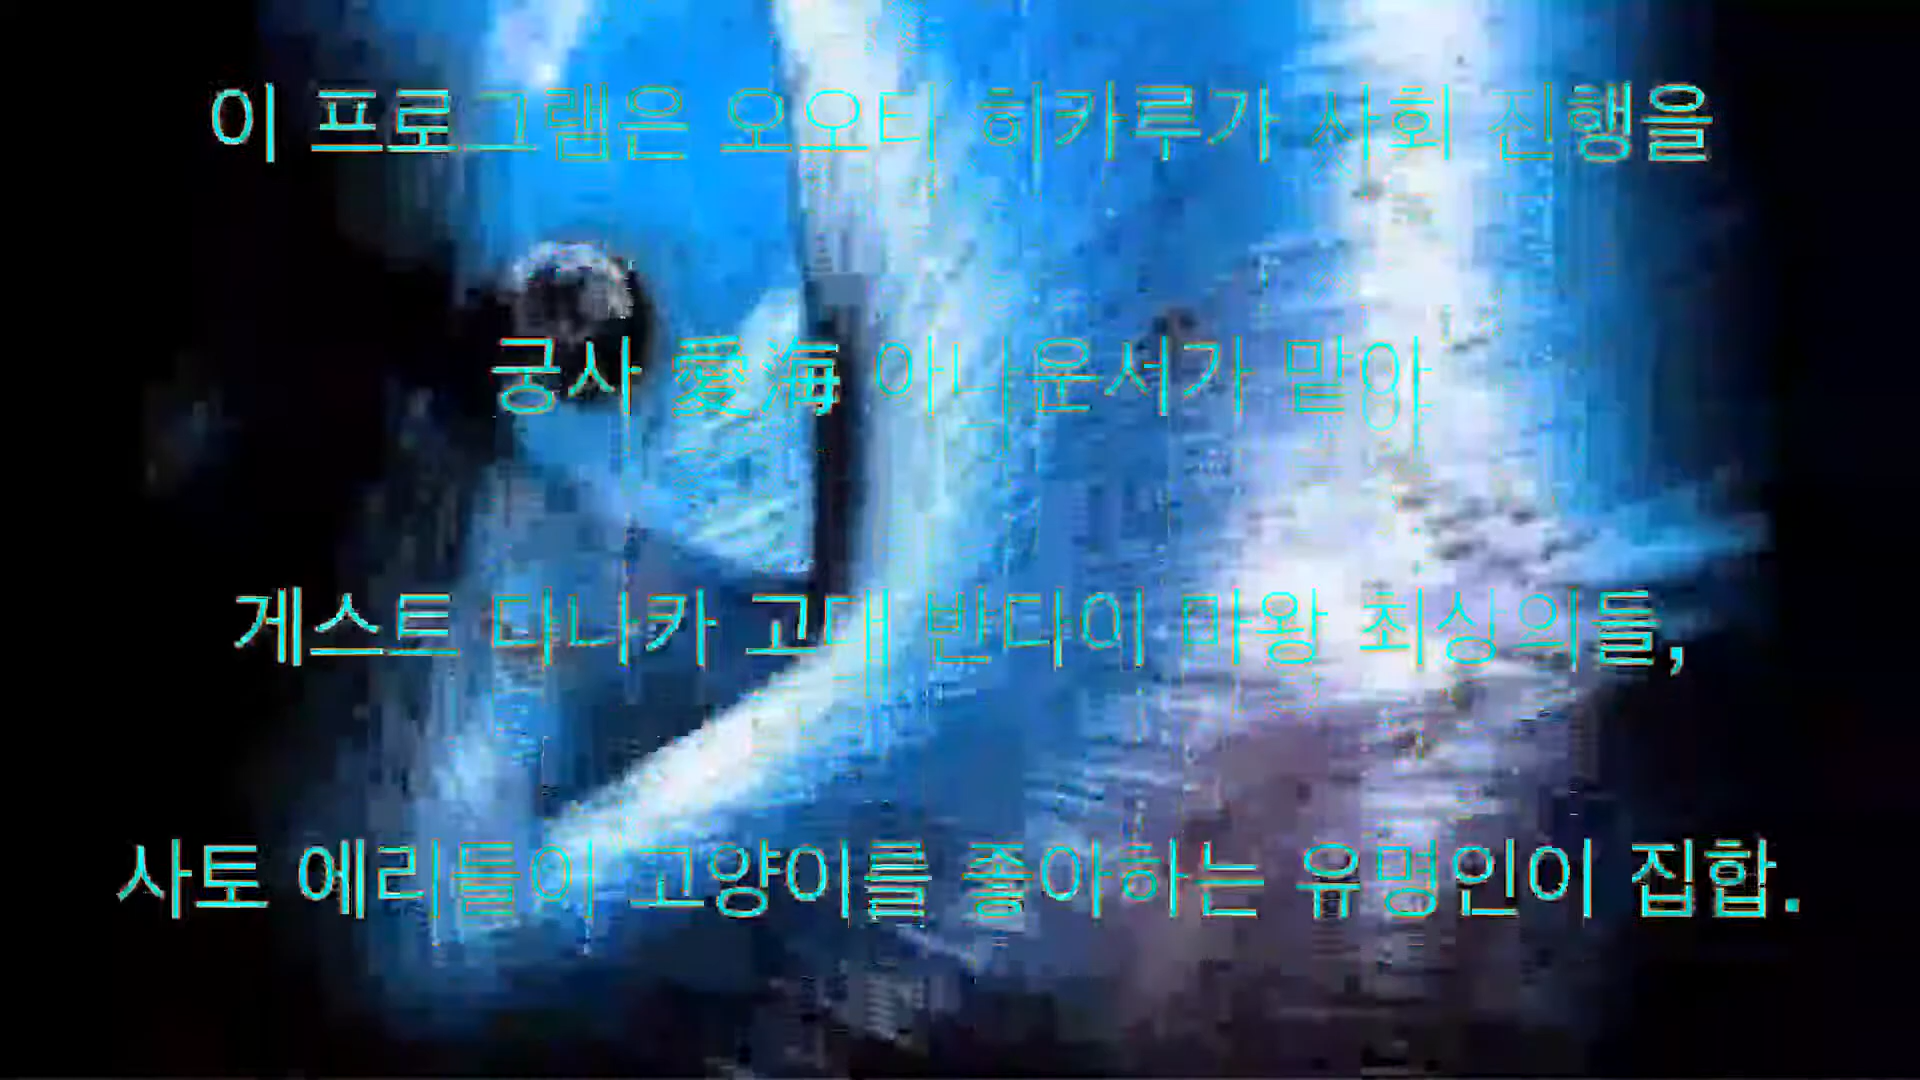 이 프로그램은 오오타 히카루가 사회 진행을
궁사 愛海 아나운서가 맡아
게스트 다나카 고대 반다이 마왕 최상의들,
사토 에리들이 고양이를 좋아하는 유명인이 집합.